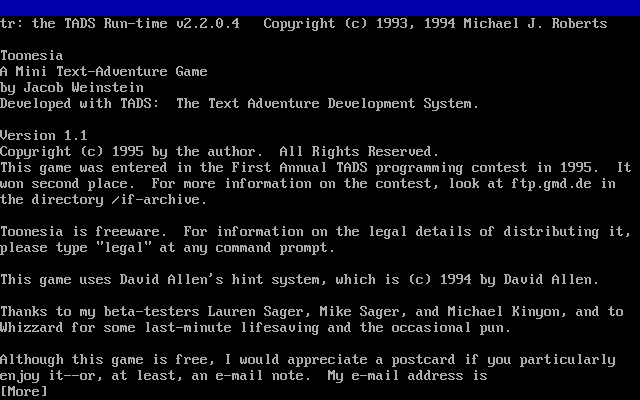 tr: the TADS Run-time v2.2.0.4   Copyright (c) 1993, 1994 Michael J. Roberts
Toonesia
A Mini Text-Adventure Game
by Jacob Weinstein
Developed with TADS:  The Text Adventure Development System.
Version 1.1
Copyright (c) 1995 by the author.  All Rights Reserved.
This game was entered in the First Annual TADS programming contest in 1995.  It
won second place.  For more information on the contest, look at ftp.gmd.de in
the directory /if-archive.
Toonesia is freeware.  For information on the legal details of distributing it,
please type "legal" at any command prompt.
This game uses David Allen's hint system, which is (c) 1994 by David Allen.
Thanks to my beta-testers Lauren Sager, Mike Sager, and Michael Kinyon, and to
Whizzard for some last-minute lifesaving and the occasional pun.
Although this game is free, I would appreciate a postcard if you particularly
enjoy it--or, at least, an e-mail note.  My e-mail address is
[More]